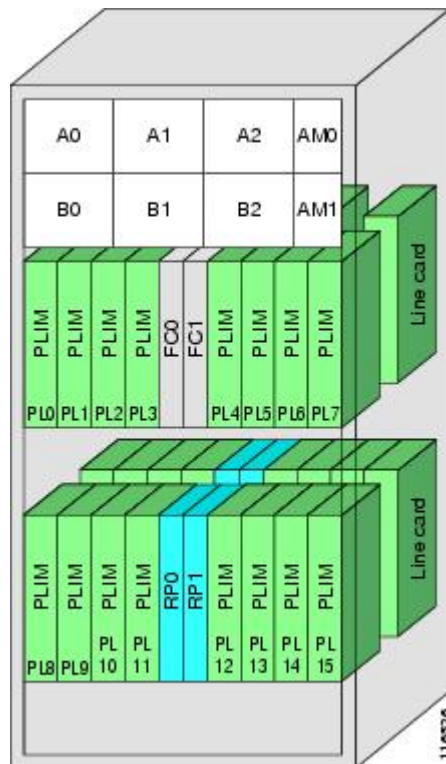 A0 A1 A2 AM0
B0 B1 B2 AM1
PLIM PLIM PLIM PLIM FC0 FC1 PLIM PLIM PLIM PLIM Line card
PL0 PL1 PL2 PL3 PL4 PL5 PL6 PL7
PLIM PLIM PLIM PLIM RP0 RP1 PLIM PLIM PLIM PLIM Line card
PL8 PL9 PL 10 PL 11 PL 12 PL 13 PL 14 PL 15